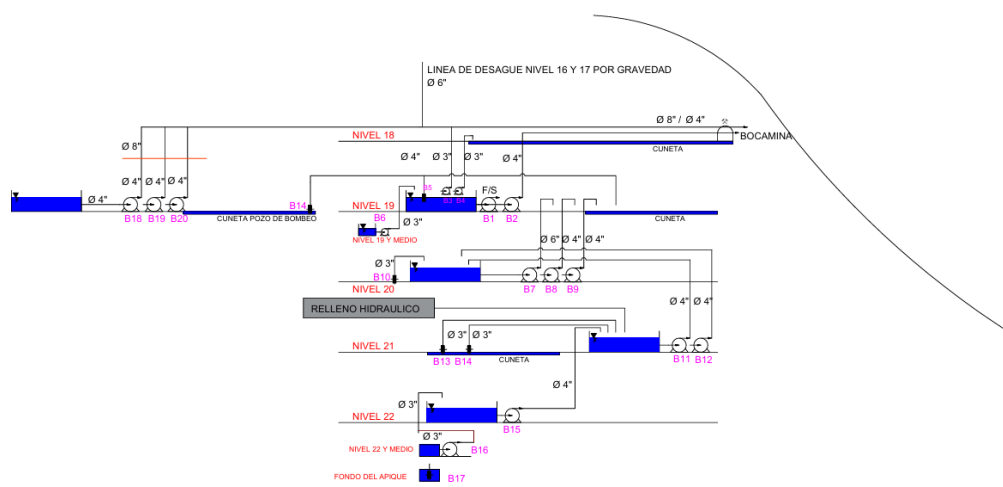 LINEA DE DESAGUE NIVEL 16 Y 17 POR GRAVEDAD
Ø 6"
Ø 8" / Ø 4"
BOCAMINA
NIVEL 18
CUNETA
Ø 8"
Ø 4"
Ø 3"
Ø 3"
Ø 4"
Ø 4"
Ø 4"
Ø 4"
Ø 4"
B18
B19
B20
CUNETA POZO DE BOMBEO
B14
35
B3
B4
F/S
NIVEL 19
B6
Ø 3"
B1
B2
CUNETA
NIVEL 19 Y MEDIO
Ø 6"
Ø 4"
Ø 4"
Ø 3"
B10
NIVEL 20
B7
B8
B9
RELLENO HIDRAULICO
Ø 4"
Ø 4"
Ø 3"
Ø 3"
NIVEL 21
B13
B14
CUNETA
B11
B12
Ø 4"
Ø 3"
NIVEL 22
B15
Ø 3"
NIVEL 22 Y MEDIO
B16
FONDO DEL APIQUE
B17